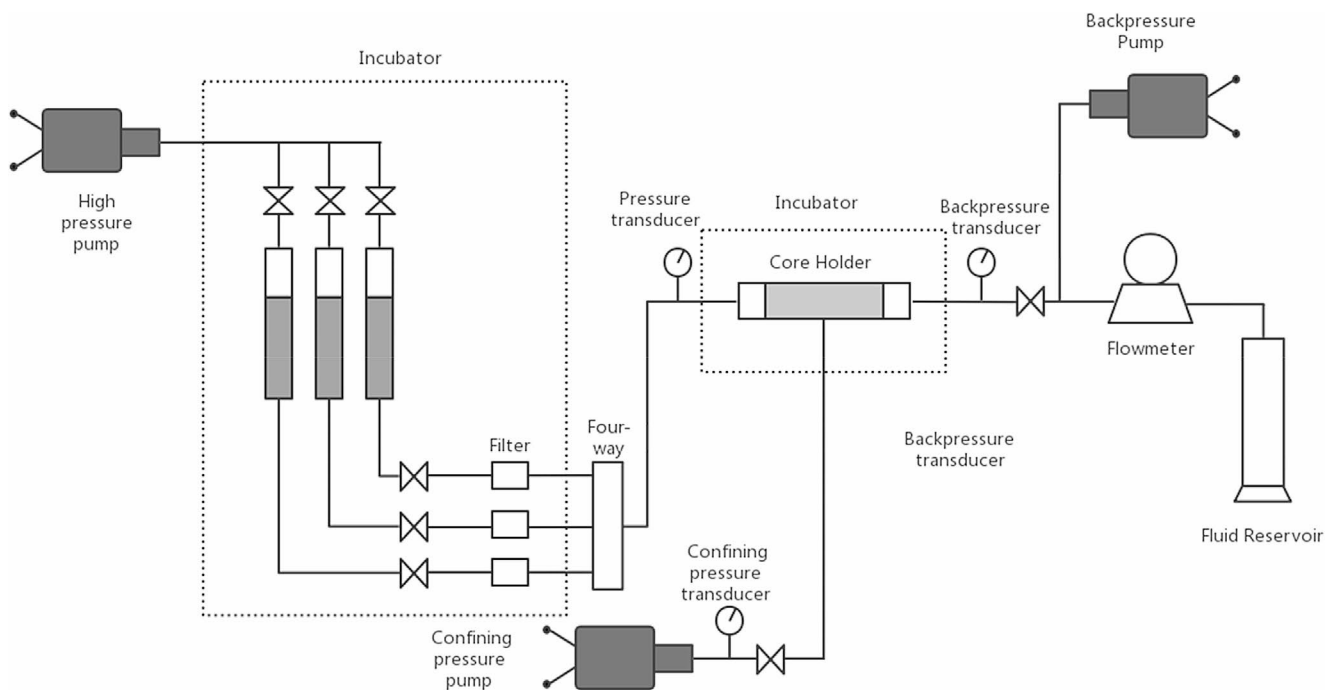 Backpressure
Pump
Incubator
High
pressure
pump
Pressure
transducer
Incubator
Backpressure
transducer
Core Holder
Flowmeter
Filter
Four-
way
Backpressure
transducer
Fluid Reservoir
Confining
pressure
transducer
Confining
pressure
pump